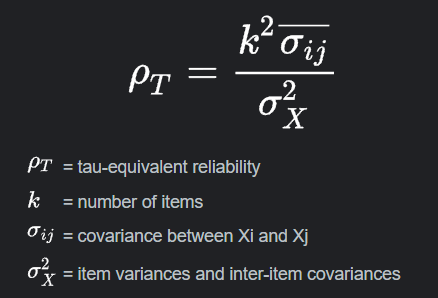 ρ_T = k² σ̅_ij / σ²_X
ρ_T = tau-equivalent reliability
k = number of items
σ_ij = covariance between Xi and Xj
σ²_X = item variances and inter-item covariances